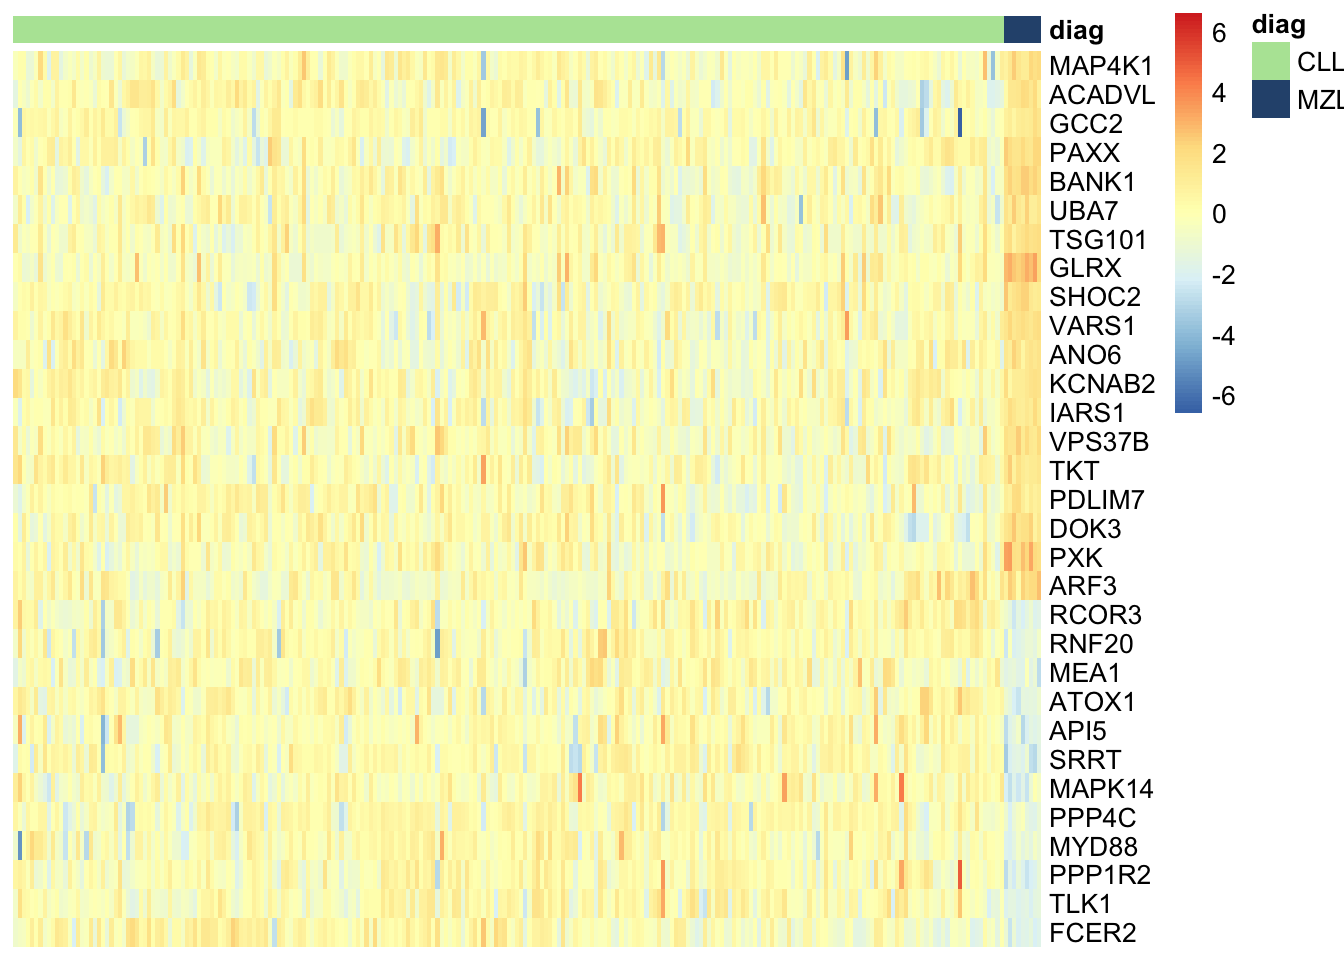 diag
MAP4K1
ACADVL
GCC2
PAXX
BANK1
UBA7
TSG101
GLRX
SHOC2
VARS1
ANO6
KCNAB2
IARS1
VPS37B
TKT
PDLIM7
DOK3
PXK
ARF3
RCOR3
RNF20
MEA1
ATOX1
API5
SRRT
MAPK14
PPP4C
MYD88
PPP1R2
TLK1
FCER2
6
4
2
0
-2
-4
-6
diag
CLL
MZL